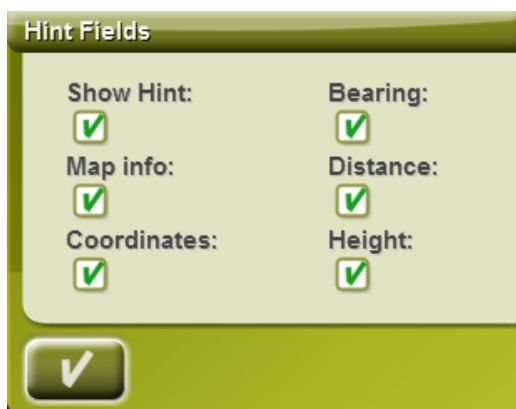 Hint Fields
Show Hint: Bearing:
Map info: Distance:
Coordinates: Height: